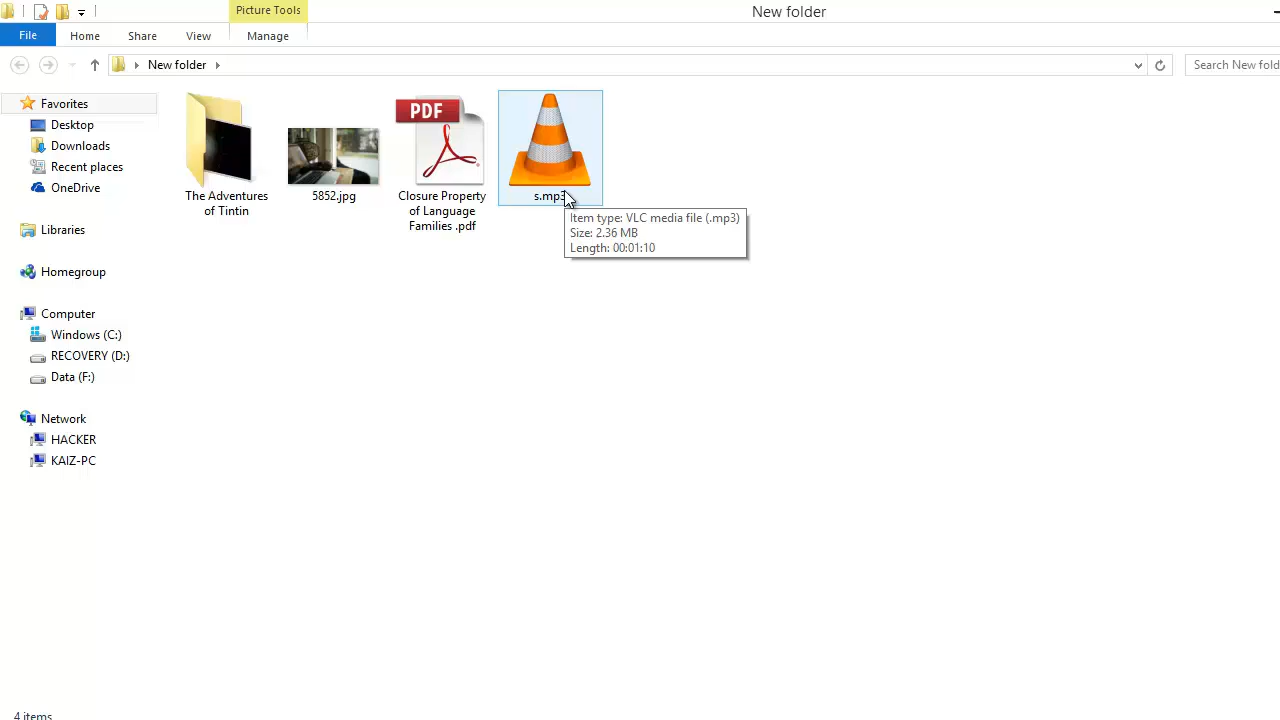 Picture Tools
New folder
File
Home
Share
View
Manage
New folder
Search New fold
Favorites
Desktop
Downloads
Recent places
OneDrive
Libraries
Homegroup
Computer
Windows (C:)
RECOVERY (D:)
Data (F:)
Network
HACKER
KAIZ-PC
The Adventures
of Tintin
5852.jpg
PDF
Closure Property
of Language
Families .pdf
s.mp3
Item type: VLC media file (.mp3)
Size: 2.36 MB
Length: 00:01:10
4 items